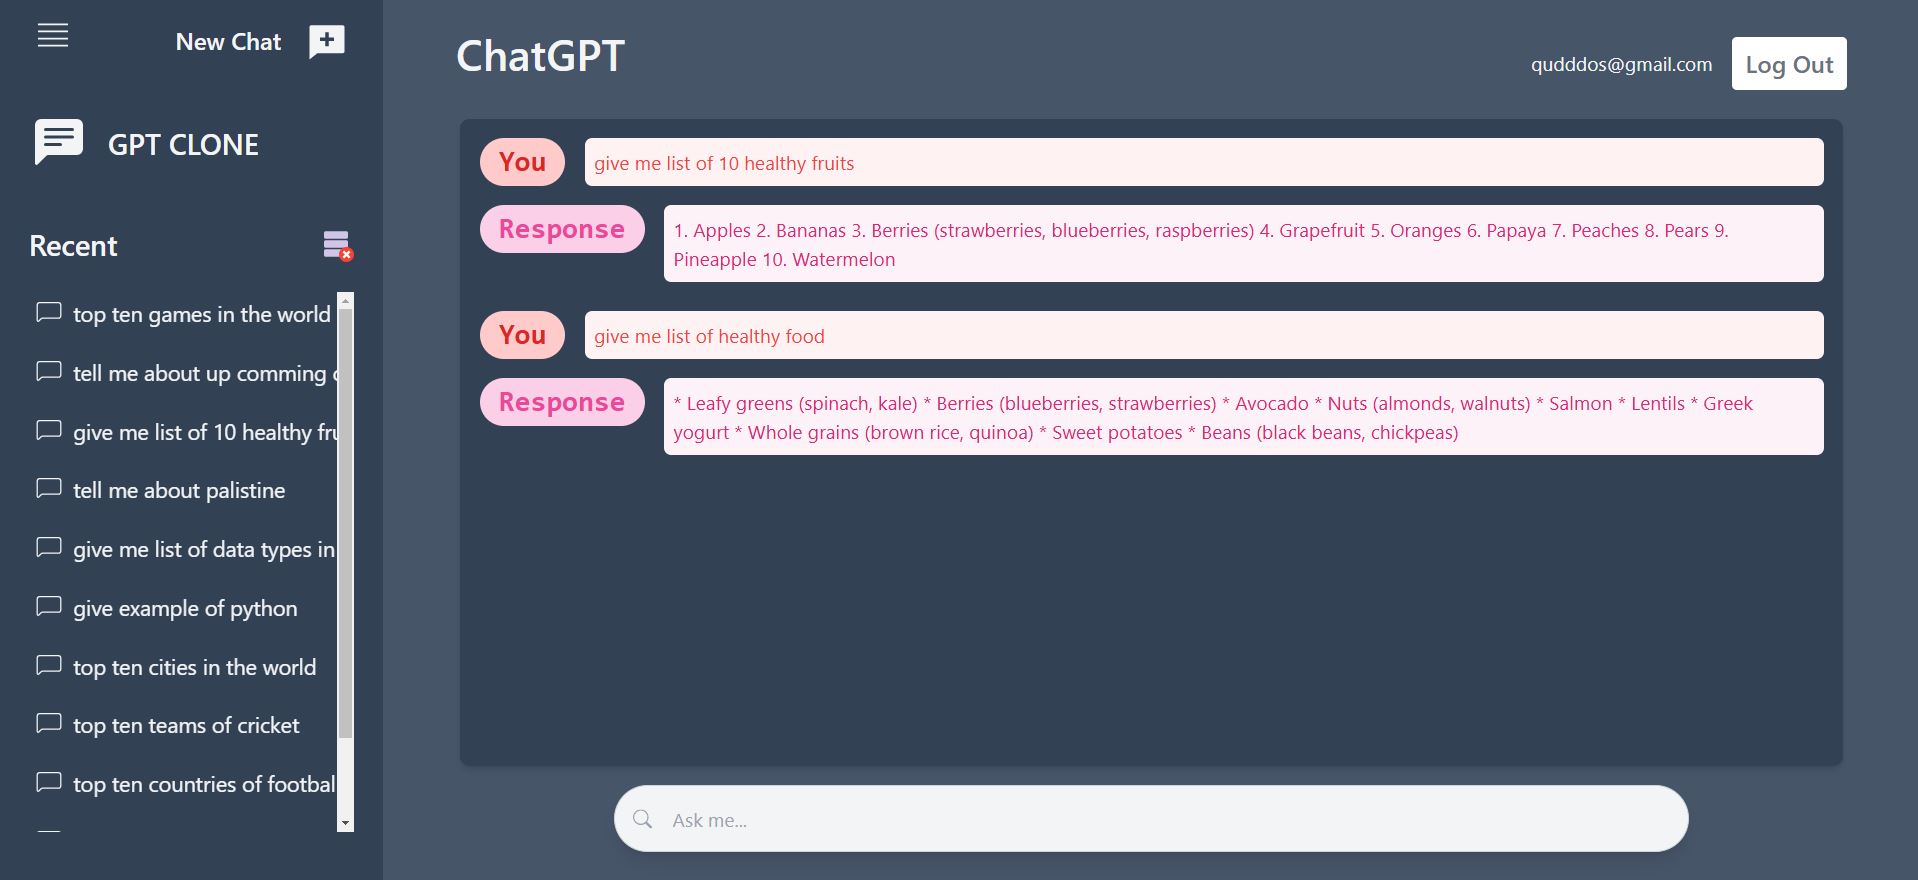 New Chat
GPT CLONE
Recent
top ten games in the world
tell me about up comming
give me list of 10 healthy fru
tell me about palistine
give me list of data types in
give example of python
top ten cities in the world
top ten teams of cricket
top ten countries of footbal
ChatGPT
qudddos@gmail.com
Log Out
You
give me list of 10 healthy fruits
Response
1. Apples 2. Bananas 3. Berries (strawberries, blueberries, raspberries) 4. Grapefruit 5. Oranges 6. Papaya 7. Peaches 8. Pears 9.
Pineapple 10. Watermelon
You
give me list of healthy food
Response
* Leafy greens (spinach, kale) * Berries (blueberries, strawberries) * Avocado * Nuts (almonds, walnuts) * Salmon * Lentils * Greek
yogurt * Whole grains (brown rice, quinoa) * Sweet potatoes * Beans (black beans, chickpeas)
Ask me...